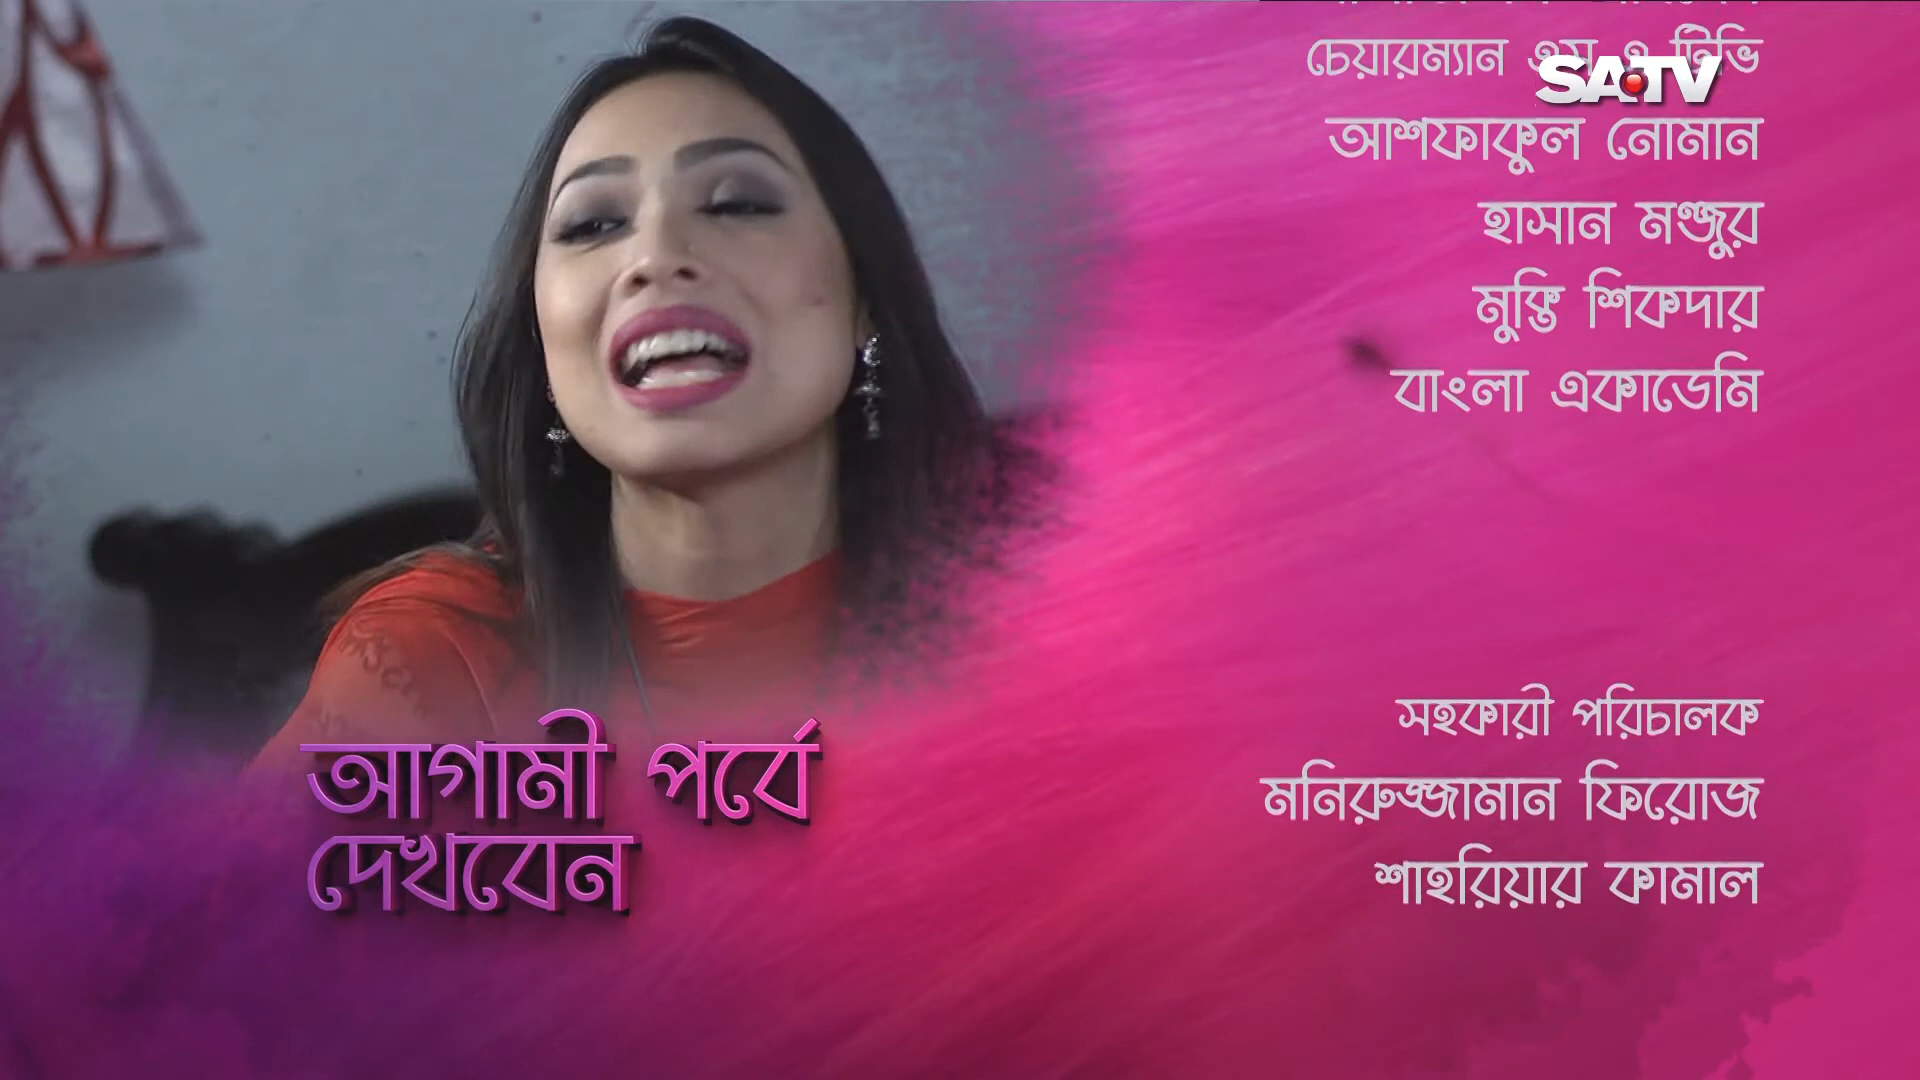 চেয়ারম্যান এস এ টিভি
SATV
আশফাকুল নোমান
হাসান মঞ্জুর
মুক্তি শিকদার
বাংলা একাডেমি
সহকারী পরিচালক
মনিরুজ্জামান ফিরোজ
শাহরিয়ার কামাল
আগামী পর্বে
দেখবেন